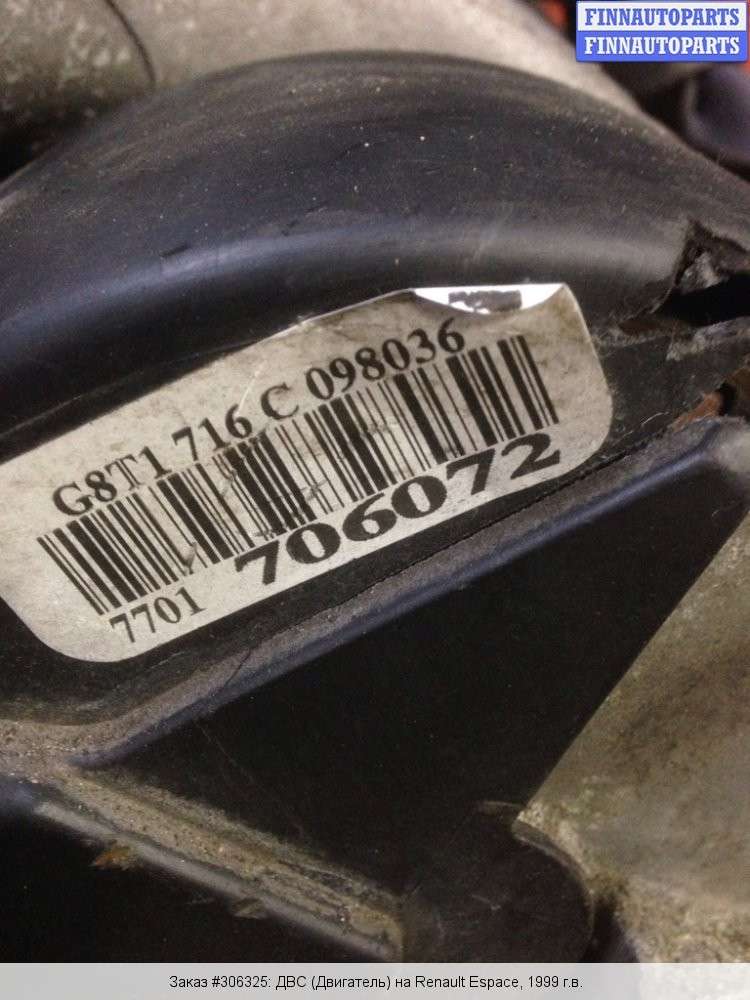 FINNAUTOPARTS
FINNAUTOPARTS
G8T1 716 C 098036
7701 706072
Заказ #306325: ДВС (Двигатель) на Renault Espace, 1999 г.в.